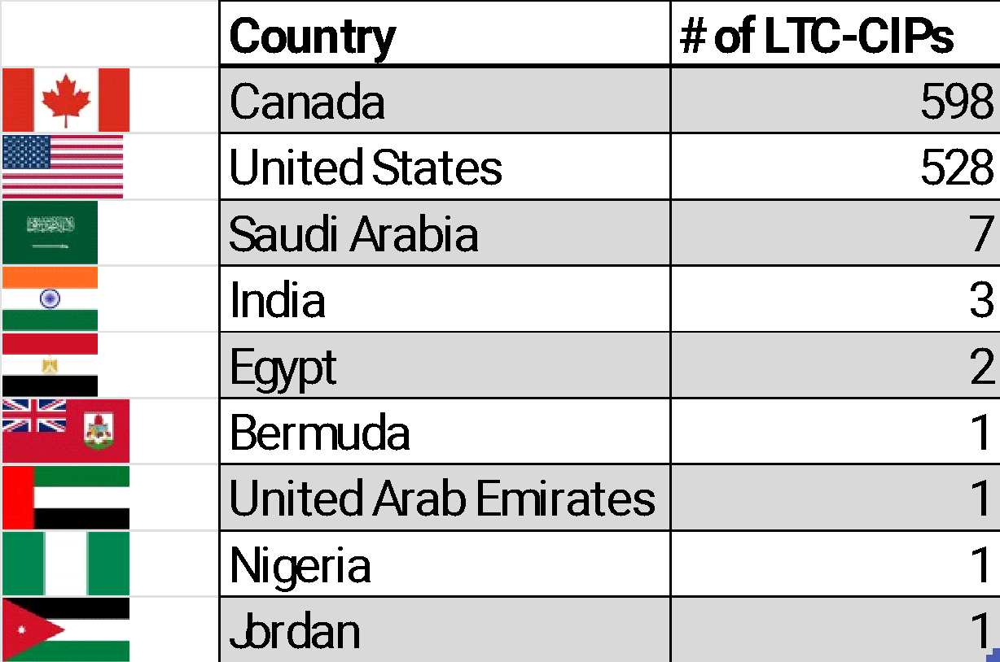 Country # of LTC-CIPs
Canada 598
United States 528
Saudi Arabia 7
India 3
Egypt 2
Bermuda 1
United Arab Emirates 1
Nigeria 1
Jordan 1